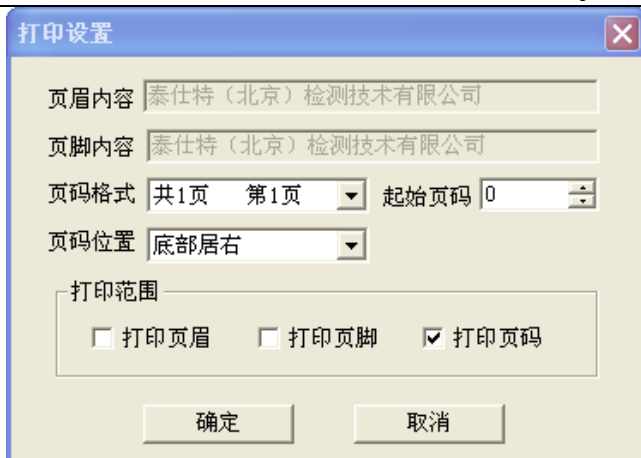 打印设置
页眉内容 泰仕特（北京）检测技术有限公司
页脚内容 泰仕特（北京）检测技术有限公司
页码格式 共1页 第1页 起始页码 0
页码位置 底部居右
打印范围
打印页眉 打印页脚 打印页码
确定 取消